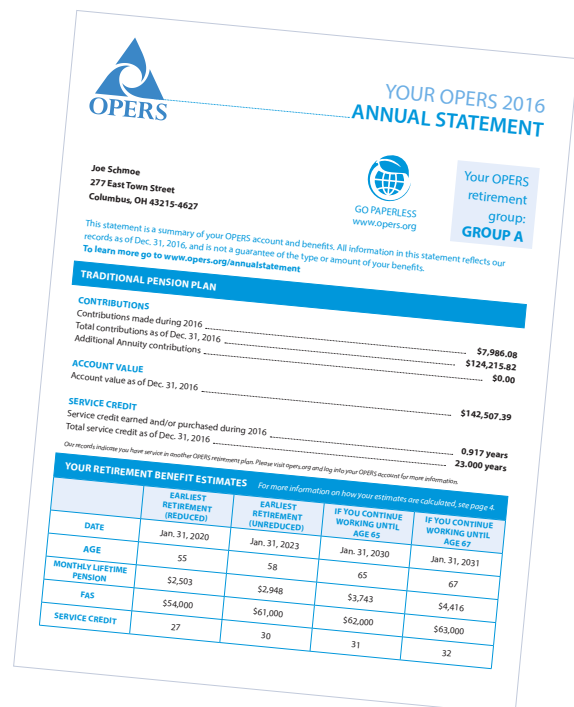 OPERS
YOUR OPERS 2016
ANNUAL STATEMENT
Joe Schmoe
277 East Town Street
Columbus, OH 43215-4627
GO PAPERLESS
www.opers.org
Your OPERS
retirement
group:
GROUP A
This statement is a summary of your OPERS account and benefits. All information in this statement reflects our
records as of Dec. 31, 2016, and is not a guarantee of the type or amount of your benefits.
To learn more go to www.opers.org/annualstatement
TRADITIONAL PENSION PLAN
CONTRIBUTIONS
Contributions made during 2016 $7,986.08
Total contributions as of Dec. 31, 2016 $124,215.82
Additional Annuity contributions $0.00
ACCOUNT VALUE
Account value as of Dec. 31, 2016 $142,507.39
SERVICE CREDIT
Service credit earned and/or purchased during 2016 0.917 years
Total service credit as of Dec. 31, 2016 23.000 years
Our records indicate you have service in another OPERS retirement plan. Please visit opers.org and log into your OPERS account for more information.
YOUR RETIREMENT BENEFIT ESTIMATES For more information on how your estimates are calculated, see page 4.
EARLIEST
RETIREMENT
(REDUCED)
EARLIEST
RETIREMENT
(UNREDUCED)
IF YOU CONTINUE
WORKING UNTIL
AGE 65
IF YOU CONTINUE
WORKING UNTIL
AGE 67
DATE Jan. 31, 2020 Jan. 31, 2023 Jan. 31, 2030 Jan. 31, 2031
AGE 55 58 65 67
MONTHLY LIFETIME
PENSION $2,503 $2,948 $3,743 $4,416
FAS $54,000 $61,000 $62,000 $63,000
SERVICE CREDIT 27 30 31 32